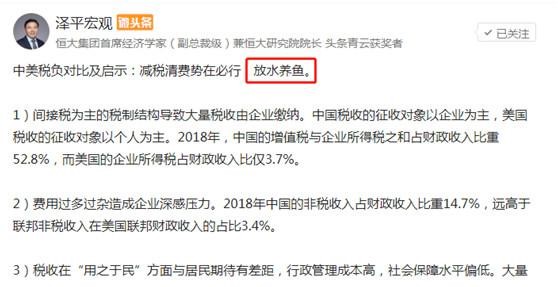 泽平宏观 微头条
恒大集团首席经济学家（副总裁级）兼恒大研究院院长 头条青云获奖者
已关注
中美税负对比及启示：减税清费势在必行 放水养鱼。
1）间接税为主的税制结构导致大量税收由企业缴纳。中国税收的征收对象以企业为主，美国
税收的征收对象以个人为主。2018年，中国的增值税与企业所得税之和占财政收入比重
52.8%，而美国的企业所得税占财政收入比仅3.7%。
2）费用过多过杂造成企业深感压力。2018年中国的非税收入占财政收入比重14.7%，远高于
联邦非税收入在美国联邦财政收入的占比3.4%。
3）税收在“用之于民”方面与居民期待有差距，行政管理成本高，社会保障水平偏低。大量